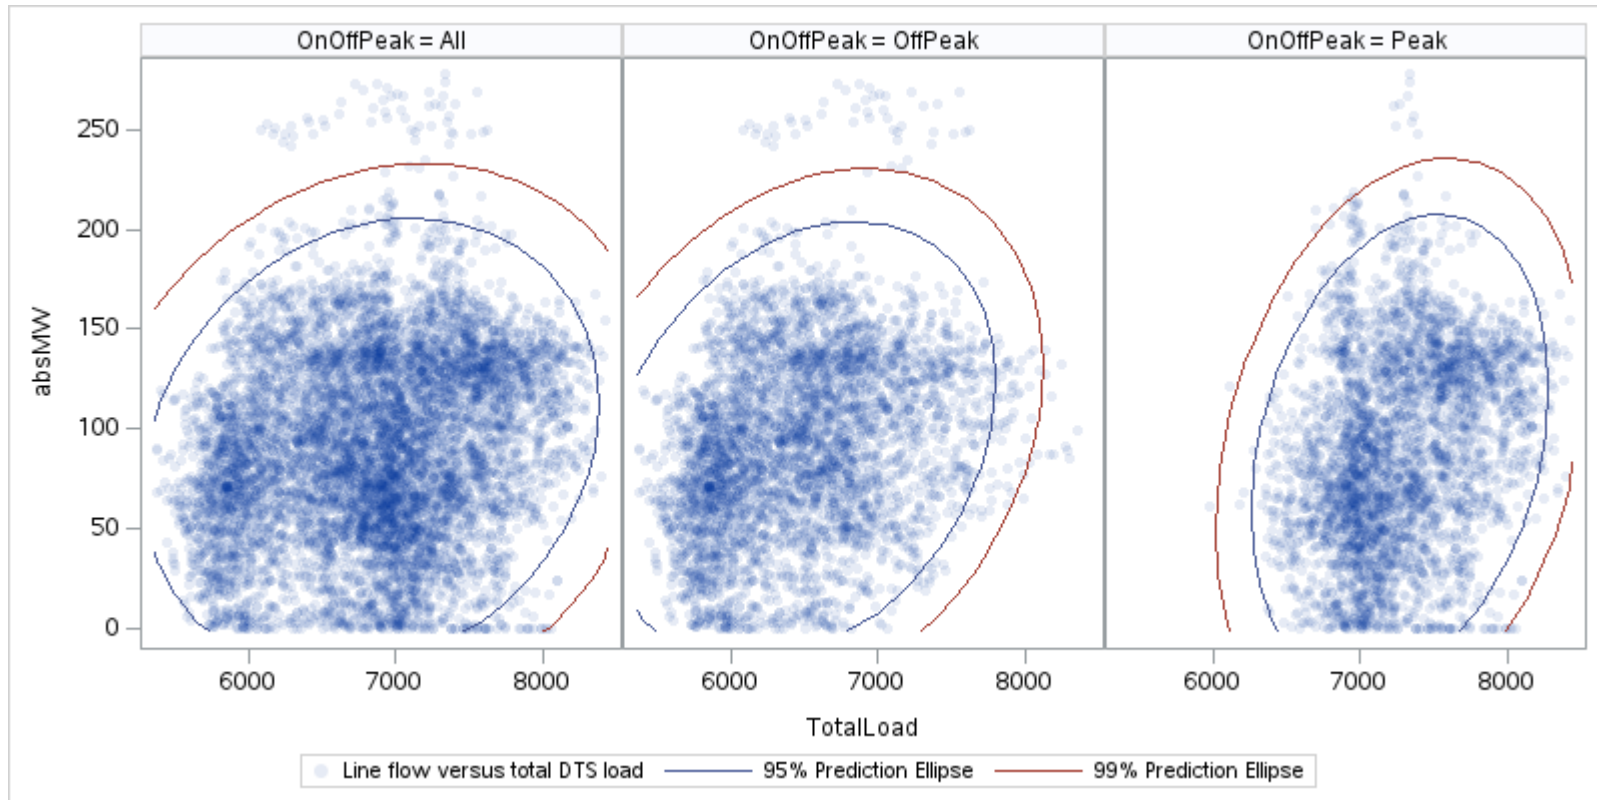 OnOffPeak = All
OnOffPeak = OffPeak
OnOffPeak = Peak
absMW
250
200
150
100
50
0
6000 7000 8000
6000 7000 8000
6000 7000 8000
TotalLoad
Line flow versus total DTS load
95% Prediction Ellipse
99% Prediction Ellipse